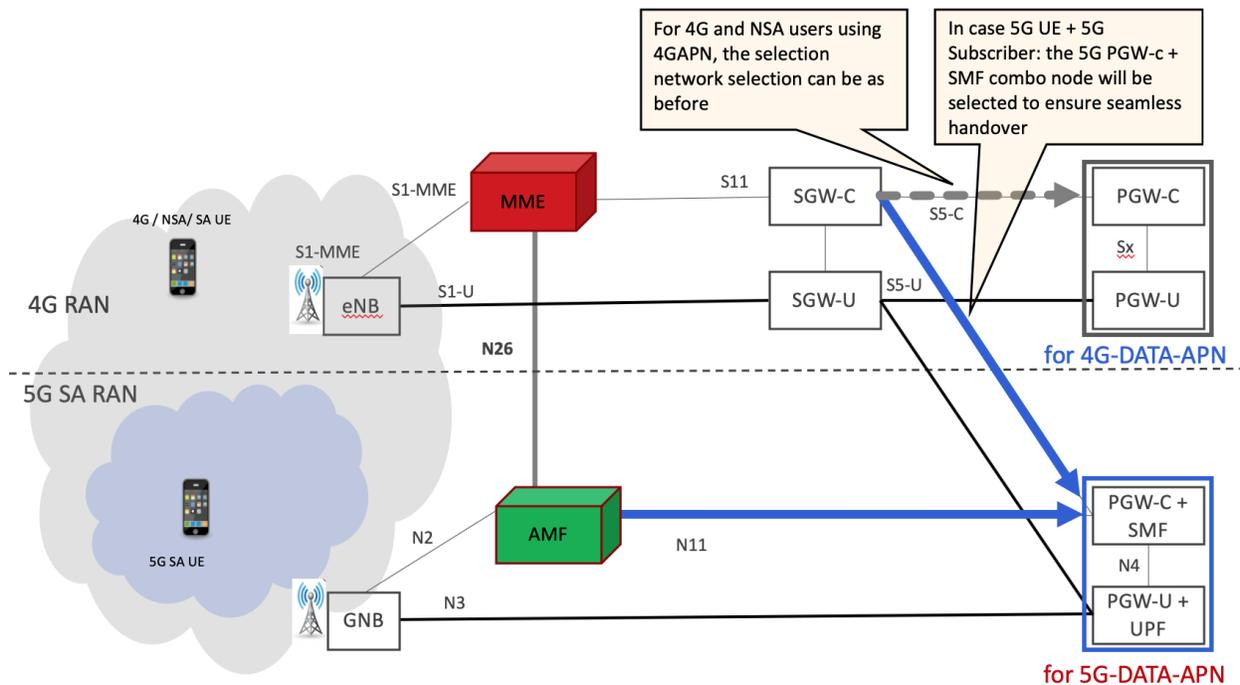 For 4G and NSA users using
4GAPN, the selection
network selection can be as
before
In case 5G UE + 5G
Subscriber: the 5G PGW-c +
SMF combo node will be
selected to ensure seamless
handover
S1-MME
MME
S11
SGW-C
S5-C
PGW-C
4G / NSA/ SA UE
S1-MME
Sx
4G RAN
eNB
S1-U
SGW-U
S5-U
PGW-U
N26
for 4G-DATA-APN
5G SA RAN
5G SA UE
N2
AMF
N11
PGW-C +
SMF
N4
GNB
N3
PGW-U +
UPF
for 5G-DATA-APN